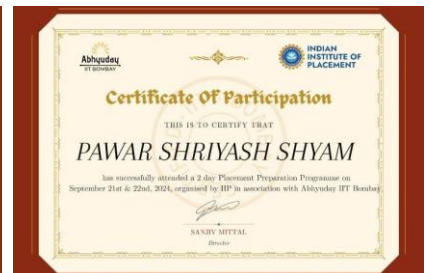 Abhyuday
IIT BOMBAY
INDIAN
INSTITUTE OF
PLACEMENT
Certificate Of Participation
THIS IS TO CERTIFY THAT
PAWAR SHRIYASH SHYAM
has successfully attended a 2 day Placement Preparation Programme on
September 21st & 22nd, 2024, organised by IIP in association with Abhyuday IIT Bombay
SANJIV MITTAL
Director